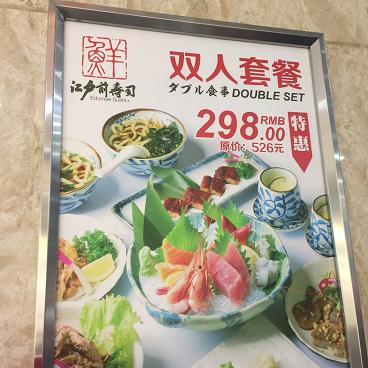 鮮
江戸前寿司
Edomae Sushi+
双人套餐
ダブル食事 DOUBLE SET
298.00 RMB
原价：526元
特惠